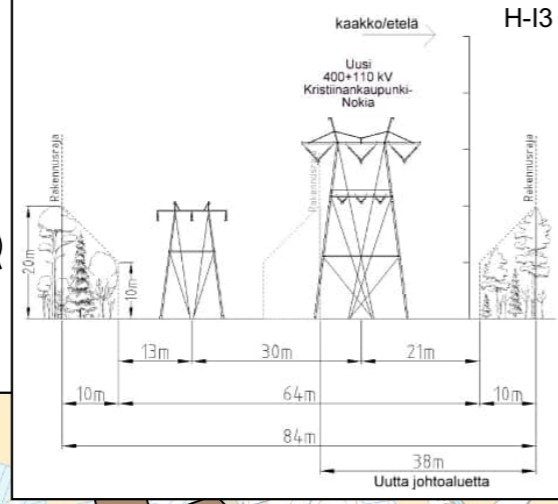 H-I3
kaakko/etelä
Uusi
400+110 kV
Kristiinankaupunki-
Nokia
Rakennusraja
Rakennusraja
Rakennusraja
20m
10m
10m
13m
30m
21m
10m
64m
10m
84m
38m
Uutta johtoaluetta